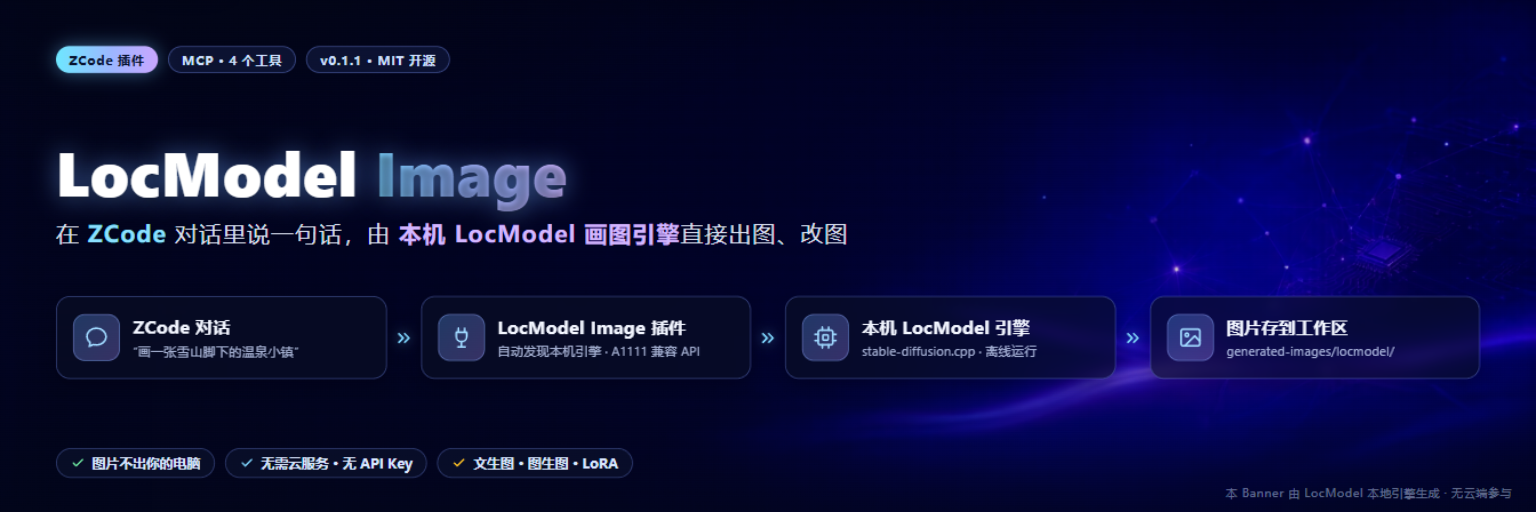 ZCode 插件
MCP • 4 个工具
v0.1.1 • MIT 开源
LocModel Image
在 ZCode 对话里说一句话，由 本机 LocModel 画图引擎直接出图、改图
ZCode 对话
“画一张雪山脚下的温泉小镇”
LocModel Image 插件
自动发现本机引擎 · A1111 兼容 API
本机 LocModel 引擎
stable-diffusion.cpp · 离线运行
图片存到工作区
generated-images/locmodel/
图片不出你的电脑
无需云服务 • 无 API Key
文生图 • 图生图 • LoRA
本 Banner 由 LocModel 本地引擎生成 · 无云端参与